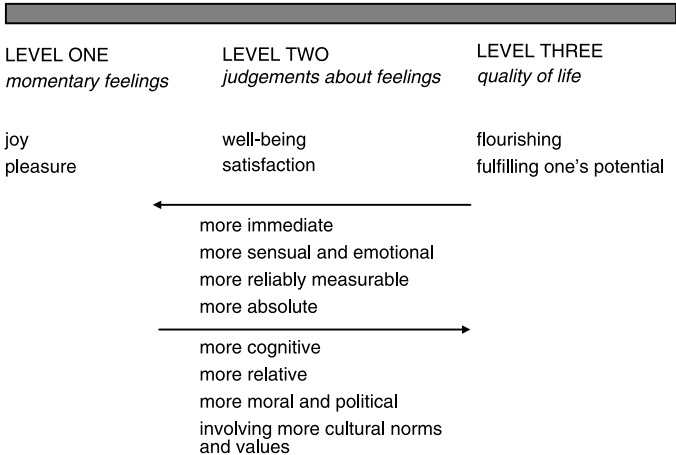 LEVEL ONE
momentary feelings
joy
pleasure
LEVEL TWO
judgements about feelings
well-being
satisfaction
LEVEL THREE
quality of life
flourishing
fulfilling one's potential
more immediate
more sensual and emotional
more reliably measurable
more absolute
more cognitive
more relative
more moral and political
involving more cultural norms
and values